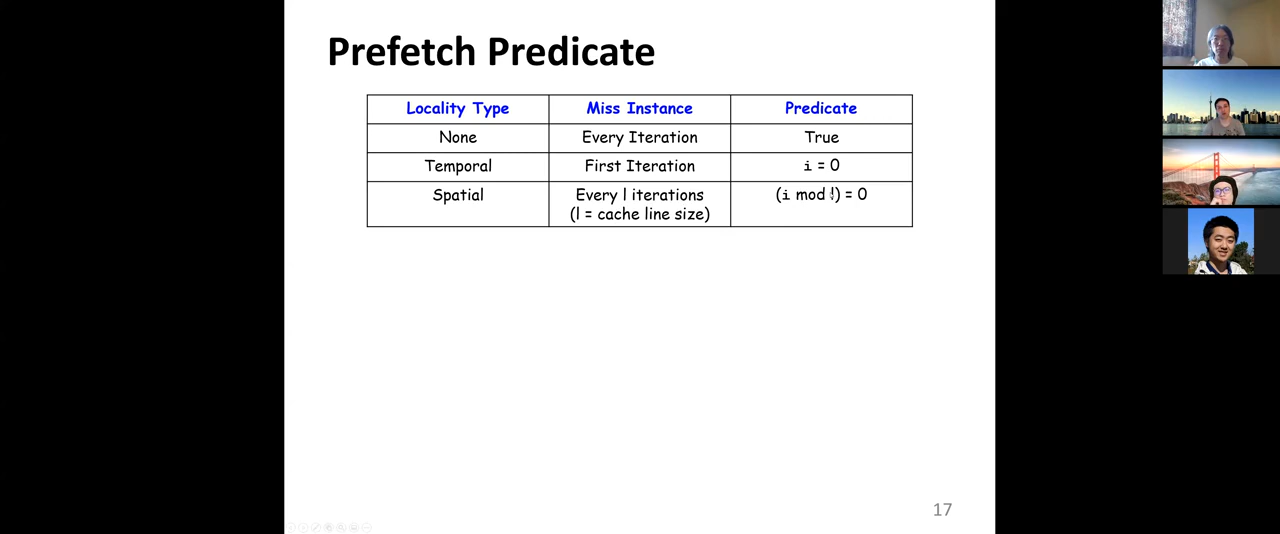 Prefetch Predicate
Locality Type Miss Instance Predicate
None Every Iteration True
Temporal First Iteration i = 0
Spatial Every l iterations (i mod l) = 0
(l = cache line size)
17